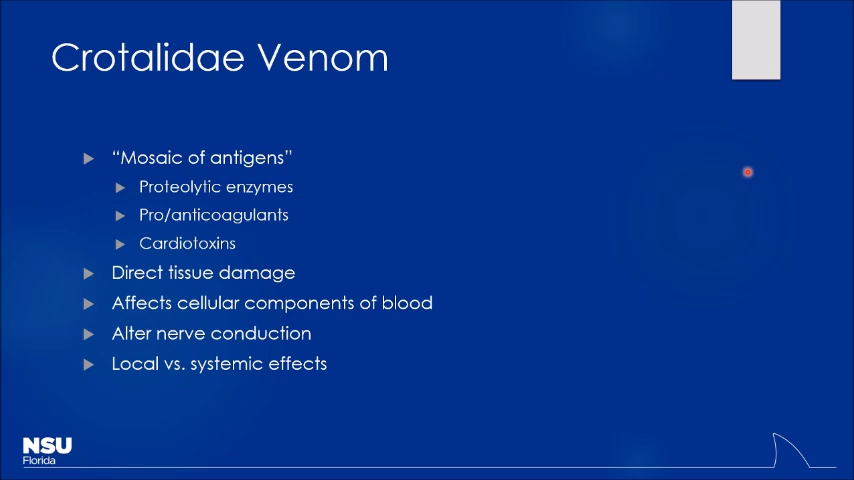 Crotalidae Venom
“Mosaic of antigens”
Proteolytic enzymes
Pro/anticoagulants
Cardiotoxins
Direct tissue damage
Affects cellular components of blood
Alter nerve conduction
Local vs. systemic effects
NSU
Florida